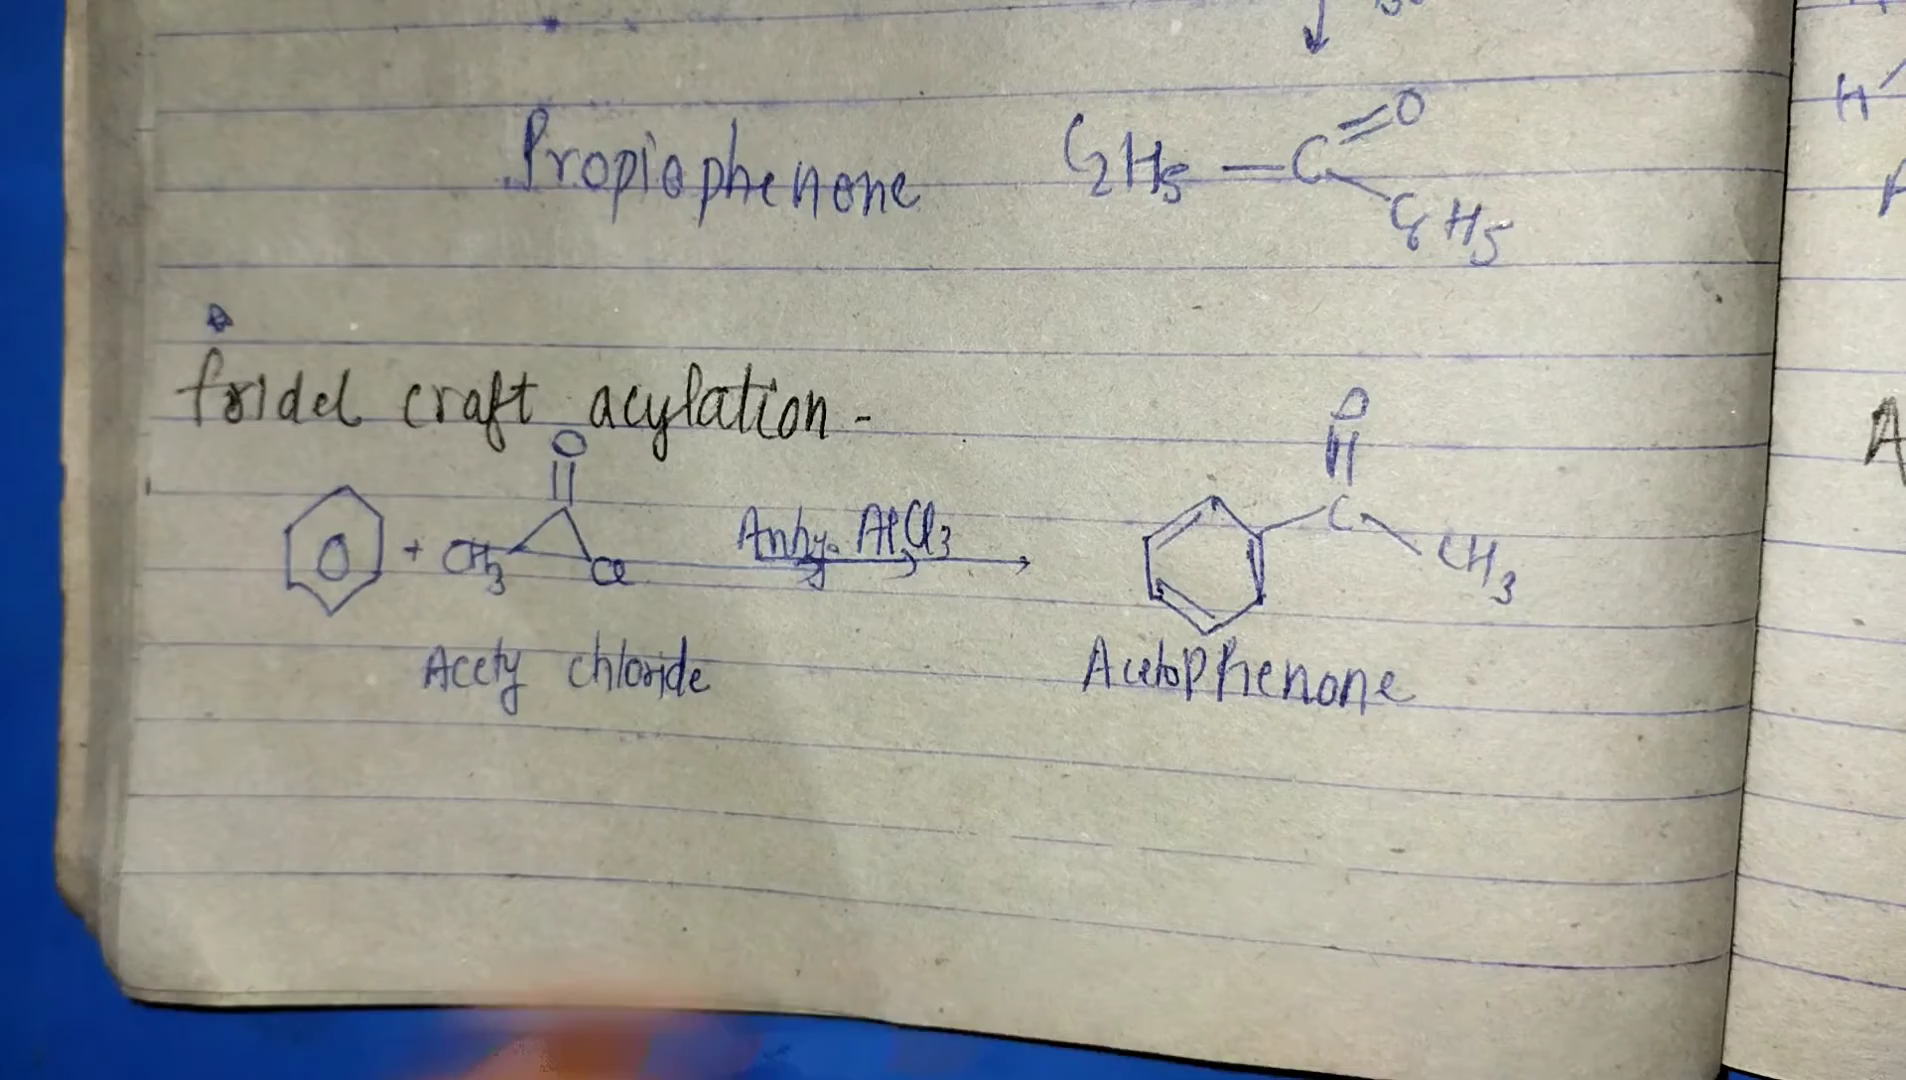 Propiophenone C2H5 — C = O
C6H5
fridel craft acylation -
O
+ CH3 Cl Anhy. AlCl3
O
C
CH3
Acety chloride Acetophenone
H
A